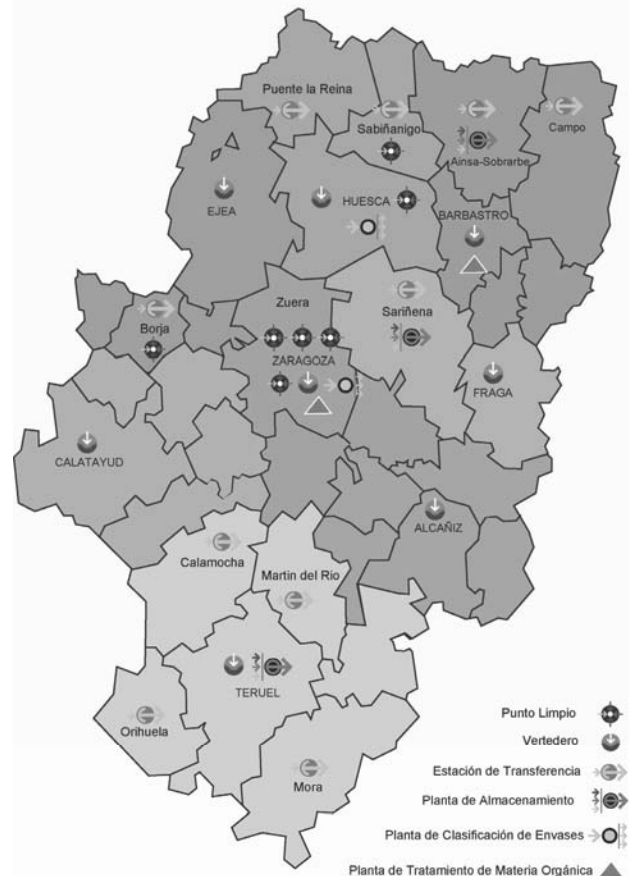 Puente la Reina
Sabiñanigo
Ainsa-Sobrarbe
Campo
EJEA
HUESCA
BARBASTRO
Borja
Zuera
Sariñena
ZARAGOZA
FRAGA
CALATAYUD
ALCAÑIZ
Calamocha
Martin del Rio
TERUEL
Orihuela
Mora
Punto Limpio
Vertedero
Estación de Transferencia
Planta de Almacenamiento
Planta de Clasificación de Envases
Planta de Tratamiento de Materia Orgánica